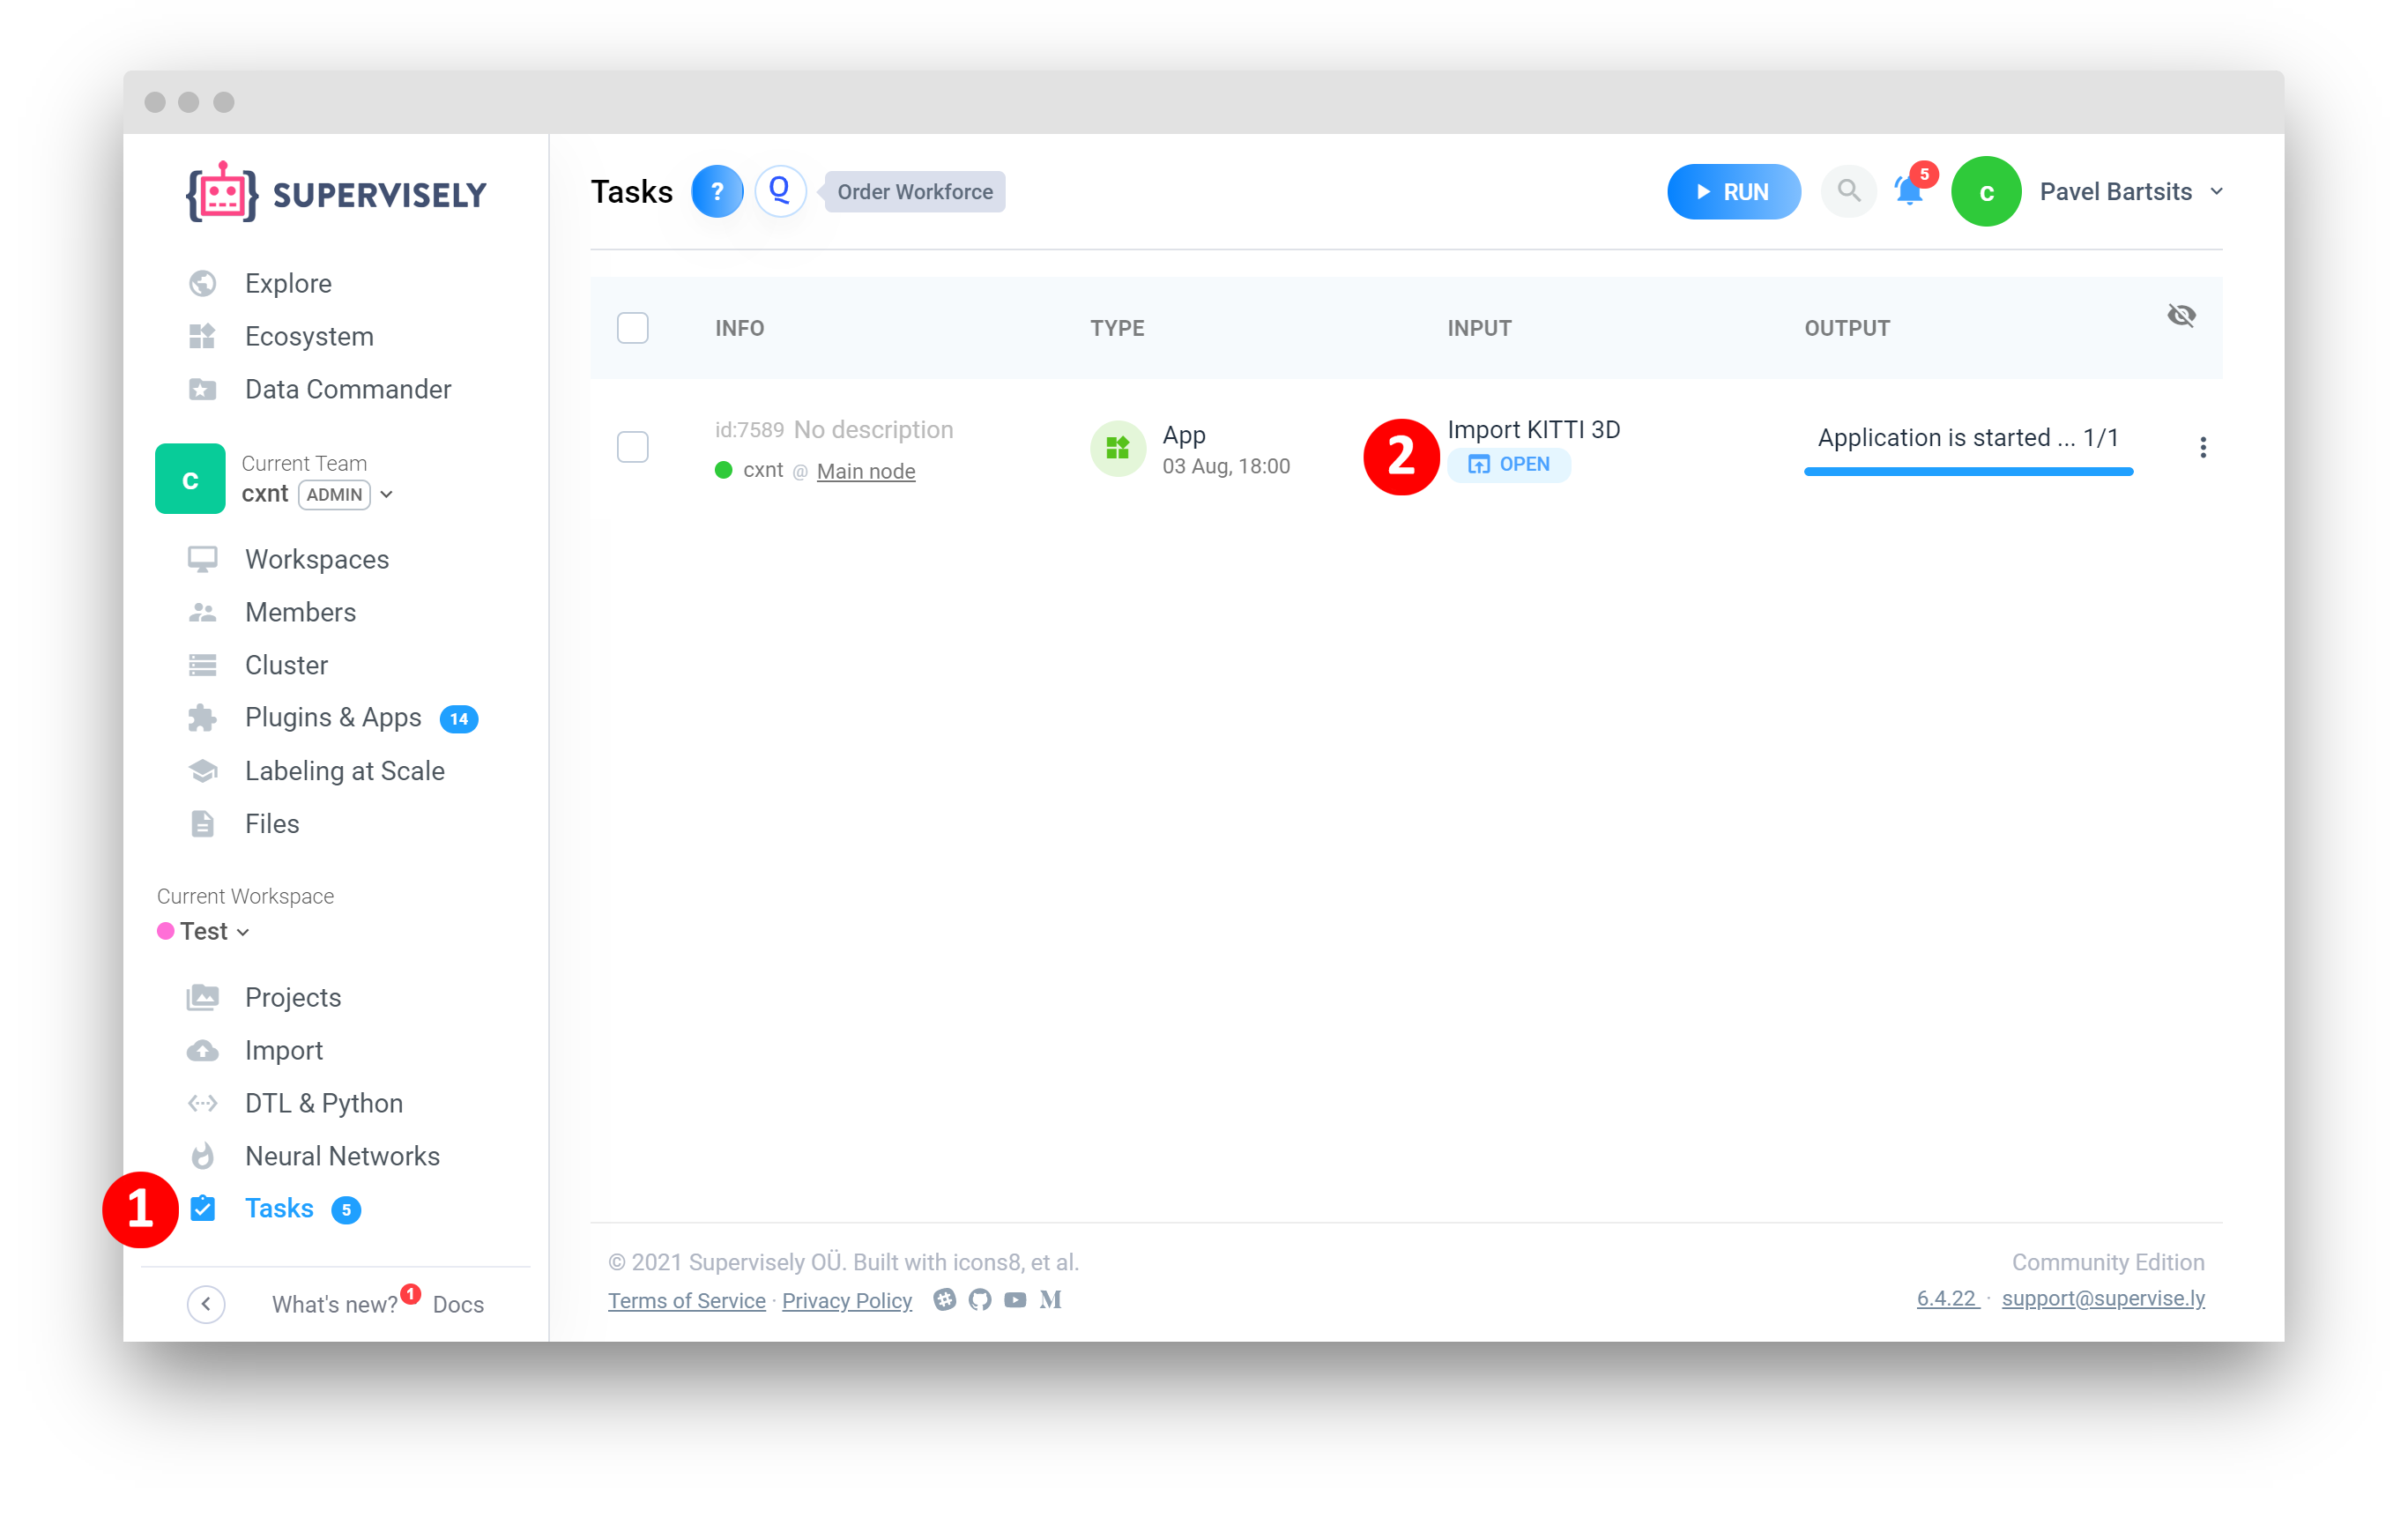 SUPERVISELY
Explore
Ecosystem
Data Commander
c
Current Team
cxnt ADMIN
Workspaces
Members
Cluster
Plugins & Apps 14
Labeling at Scale
Files
Current Workspace
Test
Projects
Import
DTL & Python
Neural Networks
1 Tasks 5
What's new? 1 Docs
Tasks ? Q Order Workforce
RUN 5 c Pavel Bartsits
INFO TYPE INPUT OUTPUT
id:7589 No description
cxnt @ Main node
App
03 Aug, 18:00
2
Import KITTI 3D
OPEN
Application is started ... 1/1
© 2021 Supervisely OÜ. Built with icons8, et al.
Terms of Service · Privacy Policy
Community Edition
6.4.22 · support@supervise.ly